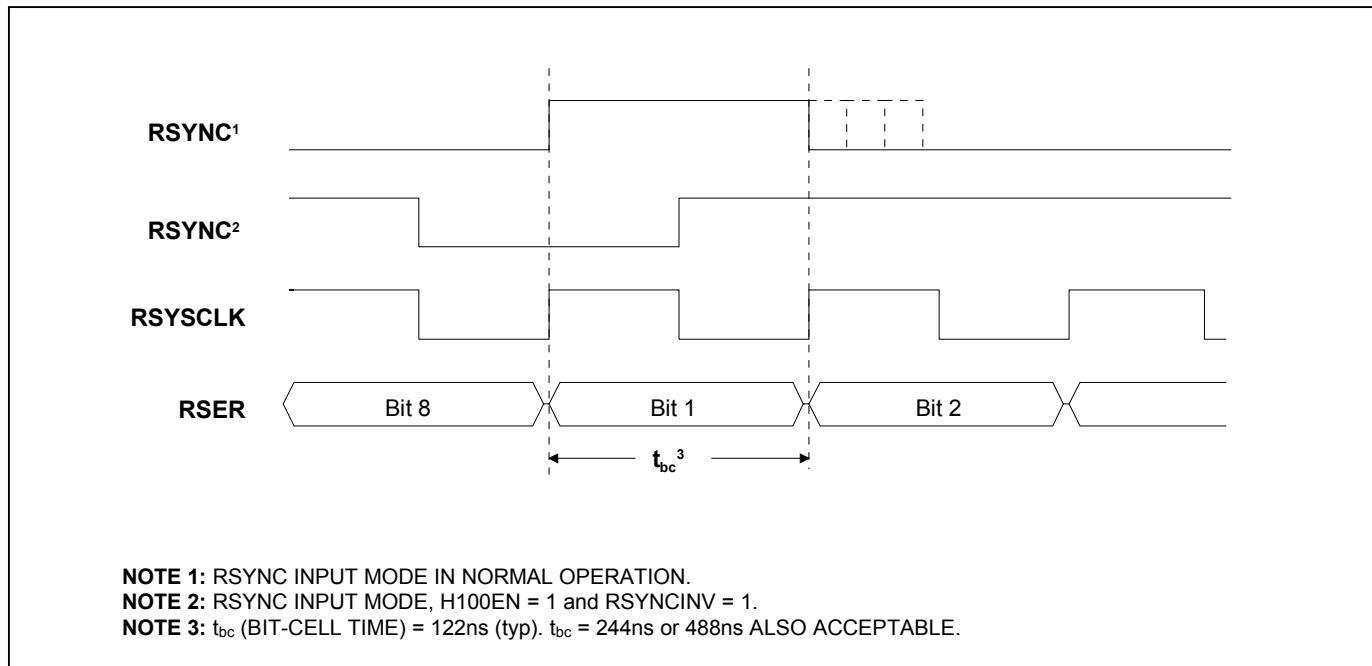 RSYNC¹
RSYNC²
RSYSCLK
RSER
Bit 8
Bit 1
Bit 2
tbc³
NOTE 1: RSYNC INPUT MODE IN NORMAL OPERATION.
NOTE 2: RSYNC INPUT MODE, H100EN = 1 and RSYNCINV = 1.
NOTE 3: tbc (BIT-CELL TIME) = 122ns (typ). tbc = 244ns or 488ns ALSO ACCEPTABLE.